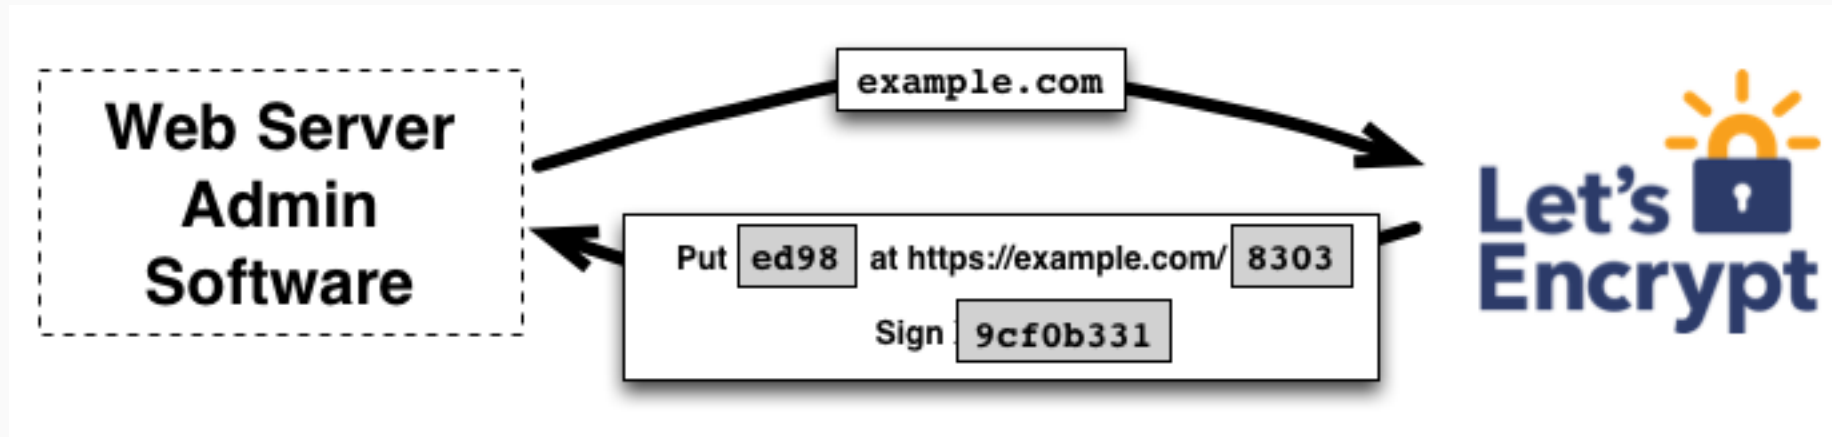 Web Server
Admin
Software
example.com
Put ed98 at https://example.com/ 8303
Sign 9cf0b331
Let's
Encrypt